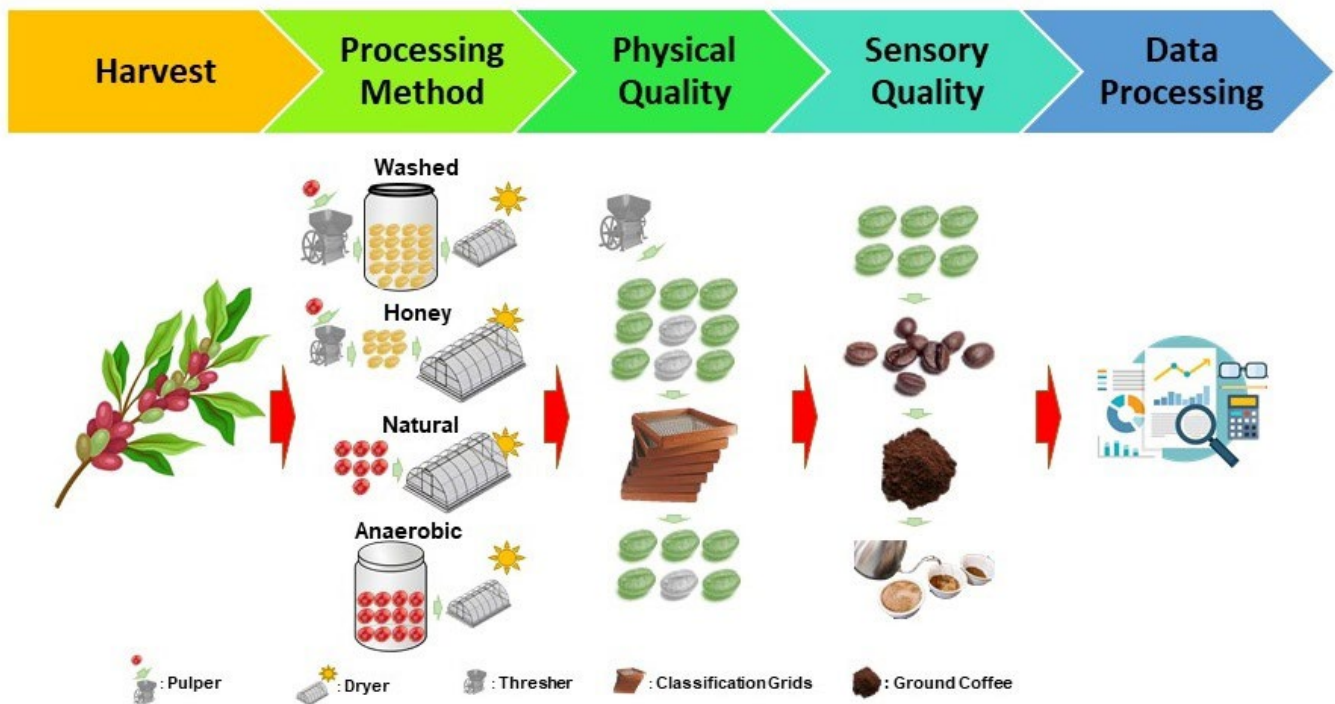 Harvest
Processing
Method
Physical
Quality
Sensory
Quality
Data
Processing
Washed
Honey
Natural
Anaerobic
: Pulper
: Dryer
: Thresher
: Classification Grids
: Ground Coffee